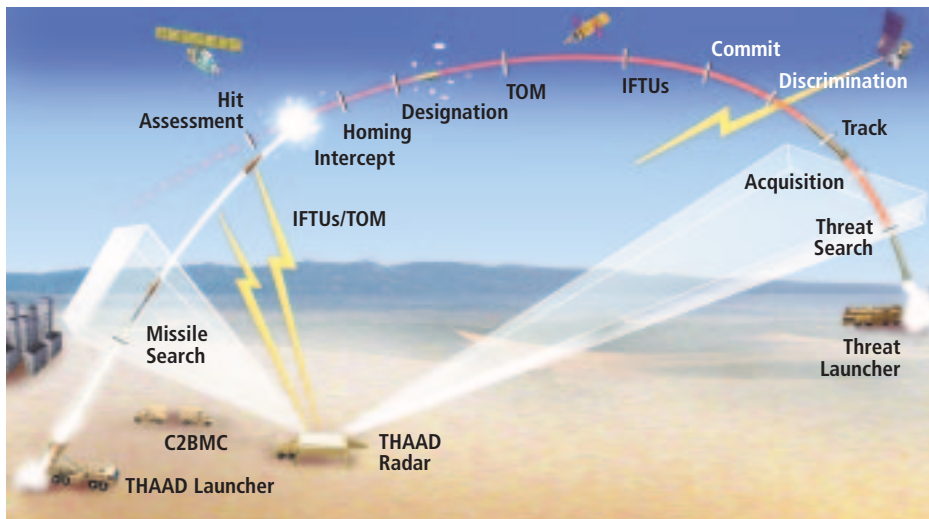 Commit
Discrimination
TOM
IFTUs
Hit
Assessment
Designation
Homing
Intercept
Track
Acquisition
IFTUs/TOM
Threat
Search
Missile
Search
Threat
Launcher
C2BMC
THAAD
Radar
THAAD Launcher